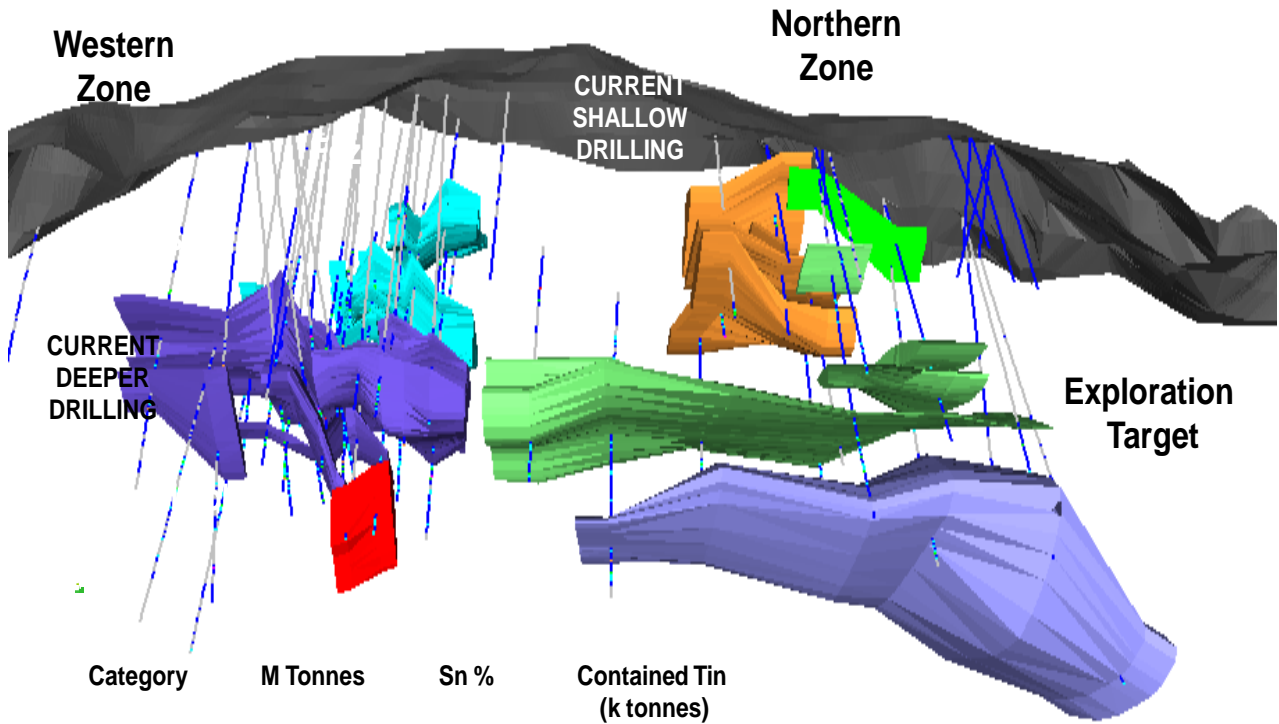 Western
Zone
Northern
Zone
CURRENT
SHALLOW
DRILLING
CURRENT
DEEPER
DRILLING
Exploration
Target
Category M Tonnes Sn % Contained Tin
(k tonnes)